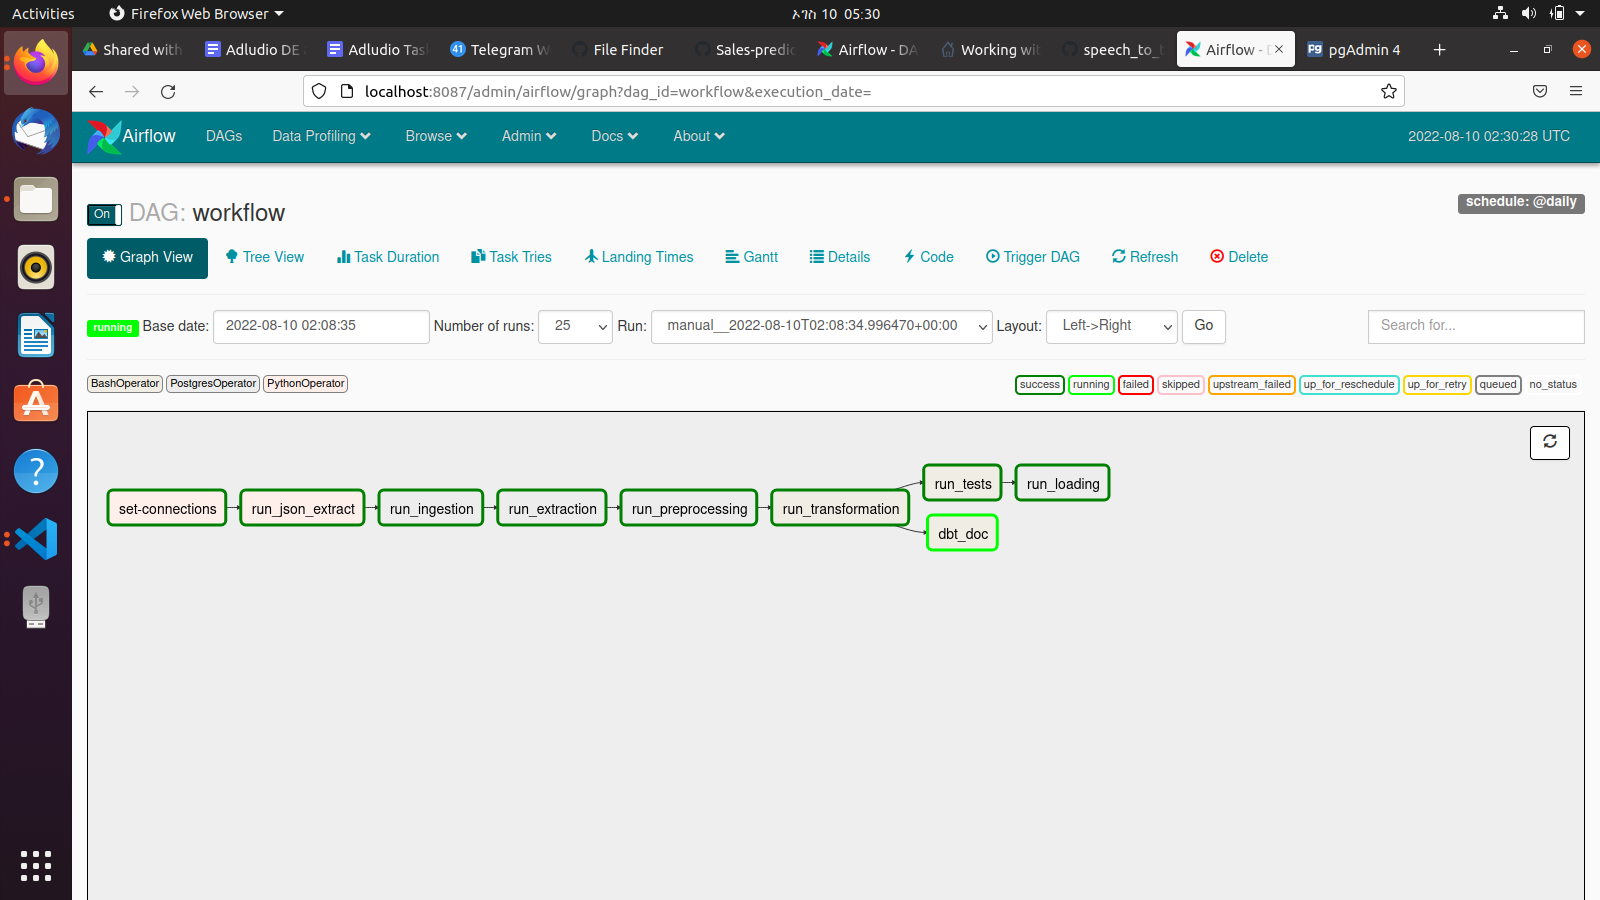 Activities
Firefox Web Browser
ኦገስ 10 05:30
Shared with
Adludio DE
Adludio Tas
41
Telegram W
File Finder
Sales-predic
Airflow - DA
Working wit
speech_to_t
Airflow - D
pgAdmin 4
localhost:8087/admin/airflow/graph?dag_id=workflow&execution_date=
Airflow
DAGs
Data Profiling
Browse
Admin
Docs
About
2022-08-10 02:30:28 UTC
On
DAG: workflow
schedule: @daily
Graph View
Tree View
Task Duration
Task Tries
Landing Times
Gantt
Details
Code
Trigger DAG
Refresh
Delete
running
Base date:
2022-08-10 02:08:35
Number of runs:
25
Run:
manual__2022-08-10T02:08:34.996470+00:00
Layout:
Left->Right
Go
Search for...
BashOperator
PostgresOperator
PythonOperator
success
running
failed
skipped
upstream_failed
up_for_reschedule
up_for_retry
queued
no_status
set-connections
run_json_extract
run_ingestion
run_extraction
run_preprocessing
run_transformation
run_tests
run_loading
dbt_doc